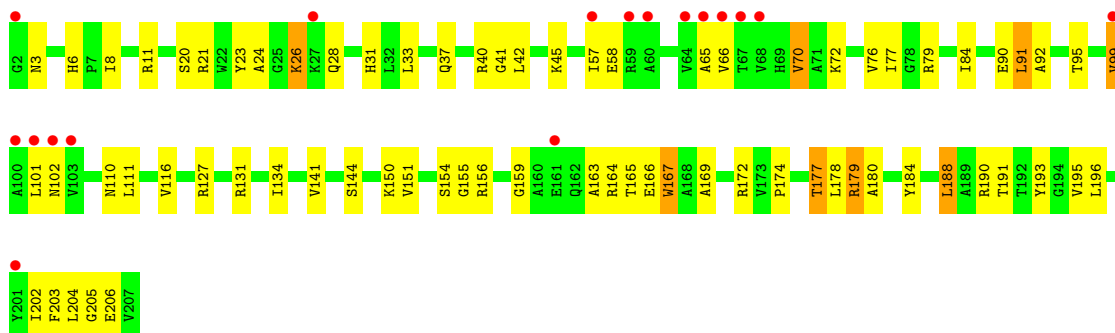 G2 N3 H6 P7 I8 R11 S20 R21 W22 Y23 A24 G25 K26 K27 Q28 H31 L32 L33 Q37 R40 G41 L42 K45 I57 E58 R59 A60 V64 A65 V66 T67 V68 H69 V70 A71 K72 V76 I77 G78 R79 I84 E90 L91 A92 T95 V99
A100 L101 N102 V103 N110 L111 V116 R127 R131 I134 V141 S144 K150 V151 S154 G155 R156 G159 A160 E161 Q162 A163 R164 T165 E166 W167 A168 A169 R172 V173 P174 T177 L178 R179 A180 Y184 L188 A189 R190 T191 T192 Y193 G194 V195 L196
Y201 I202 F203 L204 G205 E206 V207